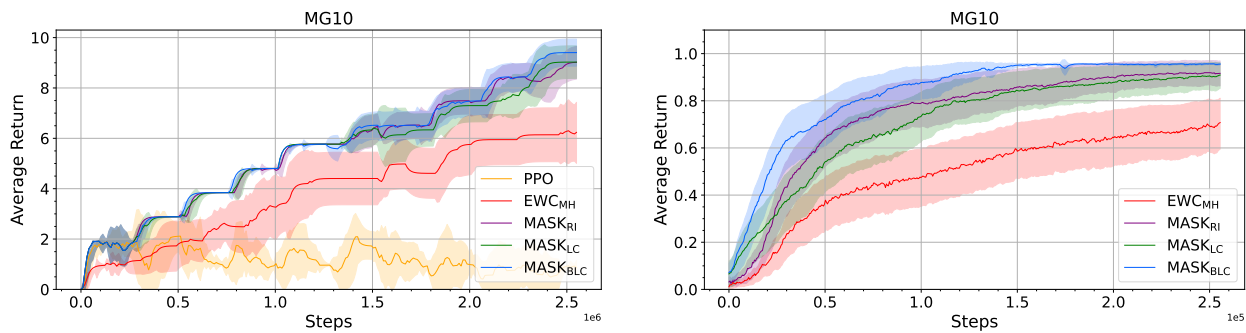 MG10
Average Return
10
8
6
4
2
0
PPO
EWC_MH
MASK_RI
MASK_LC
MASK_BLC
0.0 0.5 1.0 1.5 2.0 2.5
1e6
Steps
MG10
Average Return
1.0
0.8
0.6
0.4
0.2
0.0
EWC_MH
MASK_RI
MASK_LC
MASK_BLC
0.0 0.5 1.0 1.5 2.0 2.5
1e5
Steps